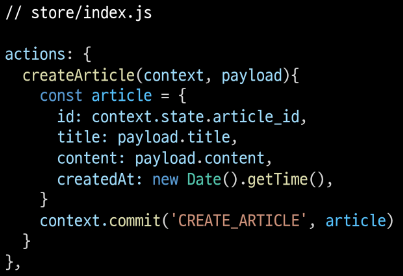 // store/index.js
actions: {
createArticle(context, payload){
const article = {
id: context.state.article_id,
title: payload.title,
content: payload.content,
createdAt: new Date().getTime(),
}
context.commit('CREATE_ARTICLE', article)
}
},